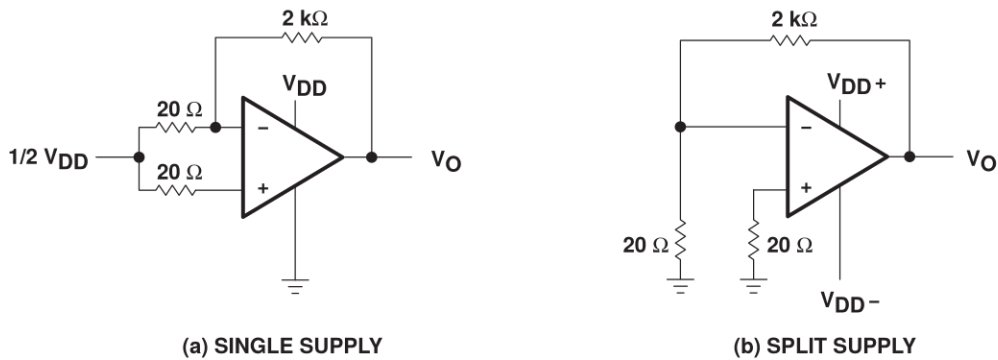 2 kΩ
VDD
20 Ω
−
1/2 VDD
20 Ω
+
VO
(a) SINGLE SUPPLY
2 kΩ
VDD+
−
VO
+
20 Ω
20 Ω
VDD−
(b) SPLIT SUPPLY